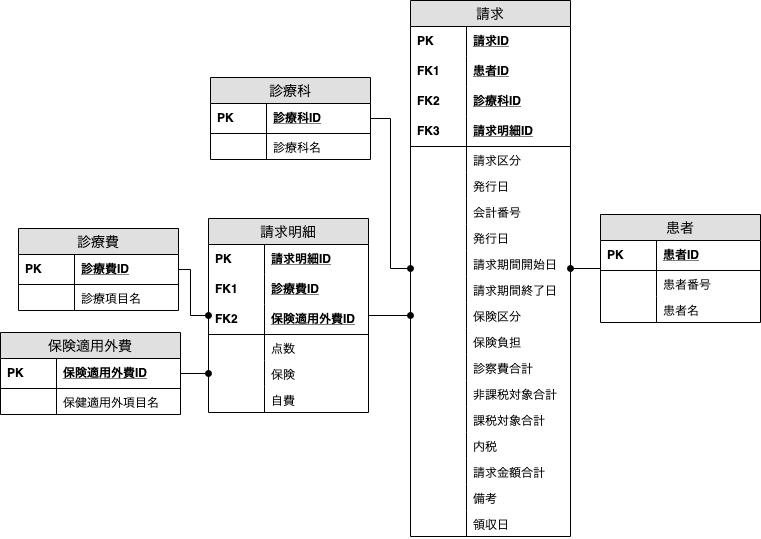 請求
PK 請求ID
FK1 患者ID
FK2 診療科ID
FK3 請求明細ID
請求区分
発行日
会計番号
発行日
請求期間開始日
請求期間終了日
保険区分
保険負担
診察費合計
非課税対象合計
課税対象合計
内税
請求金額合計
備考
領収日
診療科
PK 診療科ID
診療科名
請求明細
PK 請求明細ID
FK1 診療費ID
FK2 保険適用外費ID
点数
保険
自費
診療費
PK 診療費ID
診療項目名
保険適用外費
PK 保険適用外費ID
保健適用外項目名
患者
PK 患者ID
患者番号
患者名